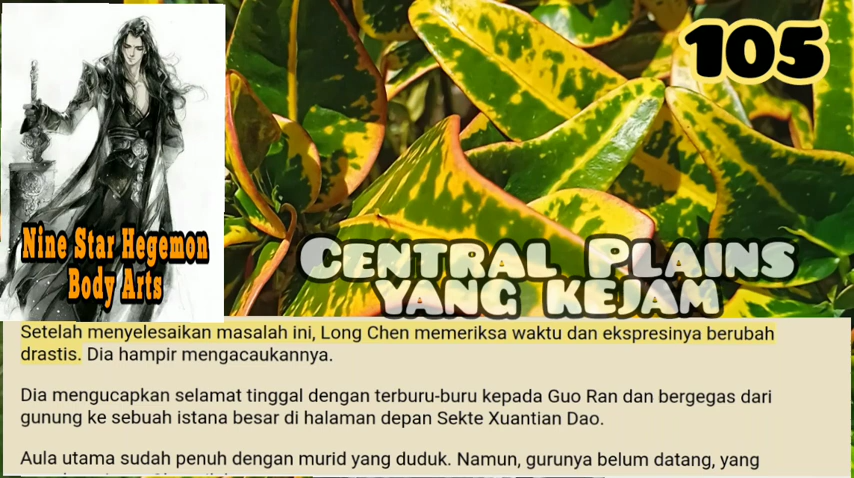 105
Nine Star Hegemon
Body Arts
CENTRAL PLAINS
YANG KEJAM
Setelah menyelesaikan masalah ini, Long Chen memeriksa waktu dan ekspresinya berubah
drastis. Dia hampir mengacaukannya.
Dia mengucapkan selamat tinggal dengan terburu-buru kepada Guo Ran dan bergegas dari
gunung ke sebuah istana besar di halaman depan Sekte Xuantian Dao.
Aula utama sudah penuh dengan murid yang duduk. Namun, gurunya belum datang, yang